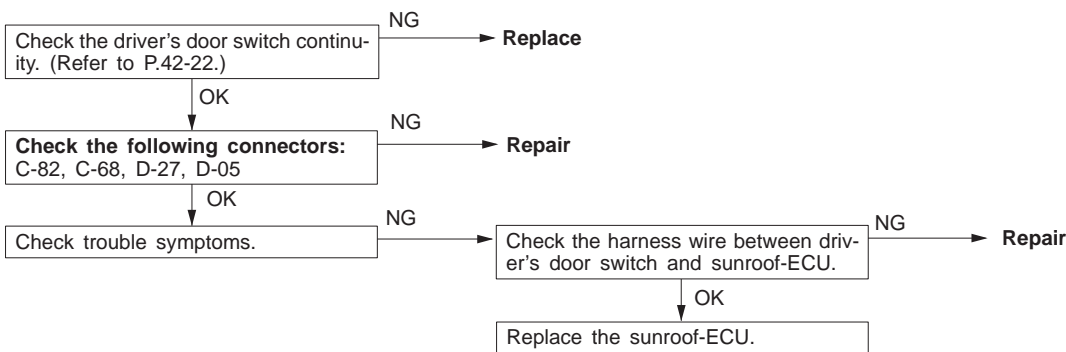 NG
Check the driver's door switch continu-
ity. (Refer to P.42-22.)
Replace
OK
NG
Check the following connectors:
C-82, C-68, D-27, D-05
Repair
OK
NG
Check trouble symptoms.
NG
Check the harness wire between driv-
er's door switch and sunroof-ECU.
Repair
OK
Replace the sunroof-ECU.